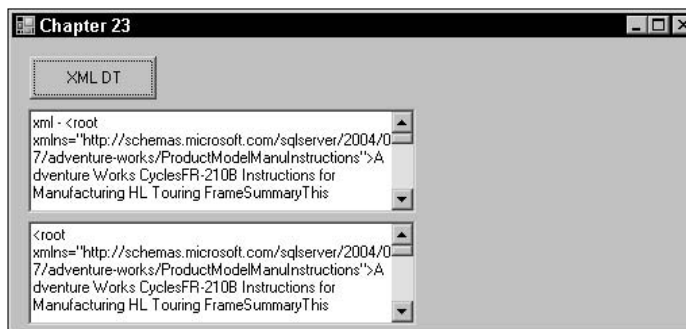 Chapter 23
XML DT
xml - <root
xmlns="http://schemas.microsoft.com/sqlserver/2004/0
7/adventure-works/ProductModelManuInstructions">A
dventure Works CyclesFR-210B Instructions for
Manufacturing HL Touring FrameSummaryThis
<root
xmlns="http://schemas.microsoft.com/sqlserver/2004/0
7/adventure-works/ProductModelManuInstructions">A
dventure Works CyclesFR-210B Instructions for
Manufacturing HL Touring FrameSummaryThis